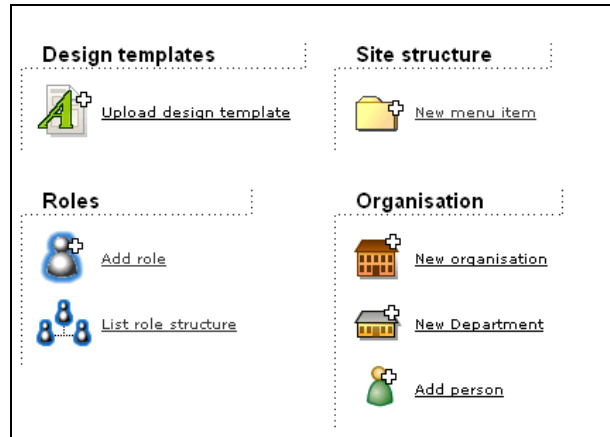 Design templates
Upload design template
Site structure
New menu item
Roles
Add role
List role structure
Organisation
New organisation
New Department
Add person